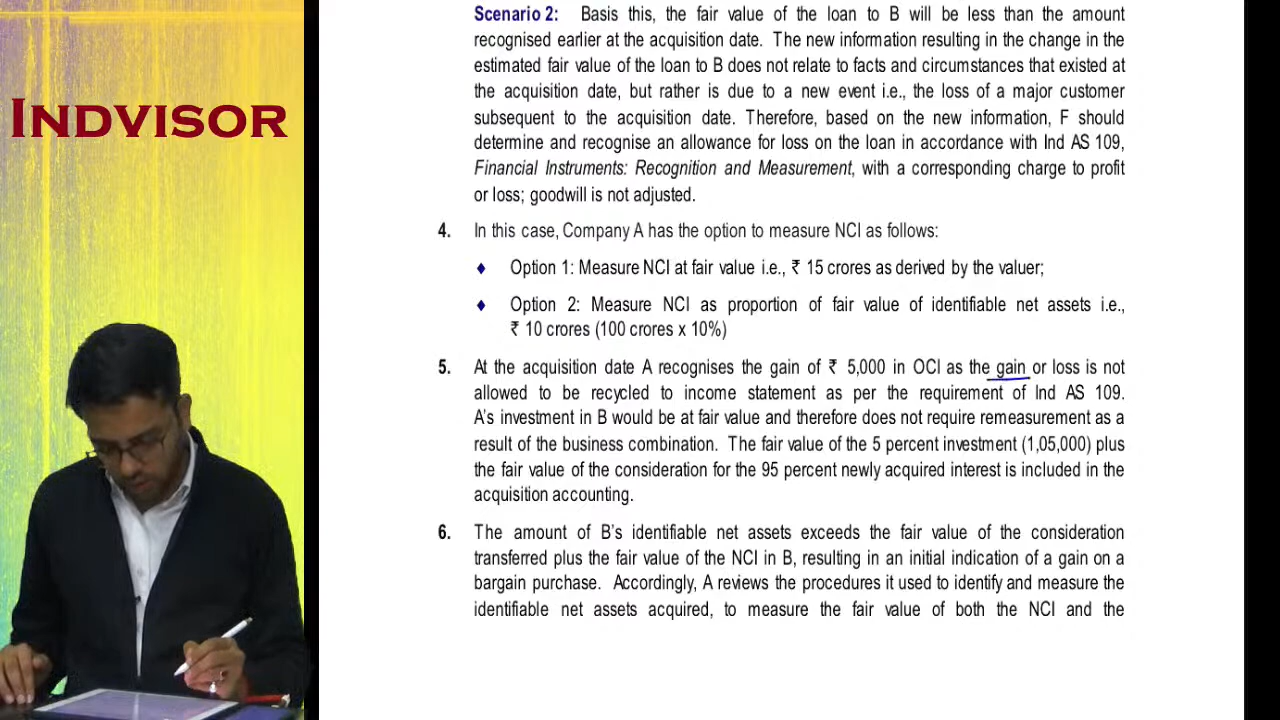 INDVISOR
Scenario 2: Basis this, the fair value of the loan to B will be less than the amount
recognised earlier at the acquisition date. The new information resulting in the change in the
estimated fair value of the loan to B does not relate to facts and circumstances that existed at
the acquisition date, but rather is due to a new event i.e., the loss of a major customer
subsequent to the acquisition date. Therefore, based on the new information, F should
determine and recognise an allowance for loss on the loan in accordance with Ind AS 109,
Financial Instruments: Recognition and Measurement, with a corresponding charge to profit
or loss; goodwill is not adjusted.
4. In this case, Company A has the option to measure NCI as follows:
♦ Option 1: Measure NCI at fair value i.e., ₹ 15 crores as derived by the valuer;
♦ Option 2: Measure NCI as proportion of fair value of identifiable net assets i.e.,
₹ 10 crores (100 crores x 10%)
5. At the acquisition date A recognises the gain of ₹ 5,000 in OCI as the gain or loss is not
allowed to be recycled to income statement as per the requirement of Ind AS 109.
A's investment in B would be at fair value and therefore does not require remeasurement as a
result of the business combination. The fair value of the 5 percent investment (1,05,000) plus
the fair value of the consideration for the 95 percent newly acquired interest is included in the
acquisition accounting.
6. The amount of B's identifiable net assets exceeds the fair value of the consideration
transferred plus the fair value of the NCI in B, resulting in an initial indication of a gain on a
bargain purchase. Accordingly, A reviews the procedures it used to identify and measure the
identifiable net assets acquired, to measure the fair value of both the NCI and the